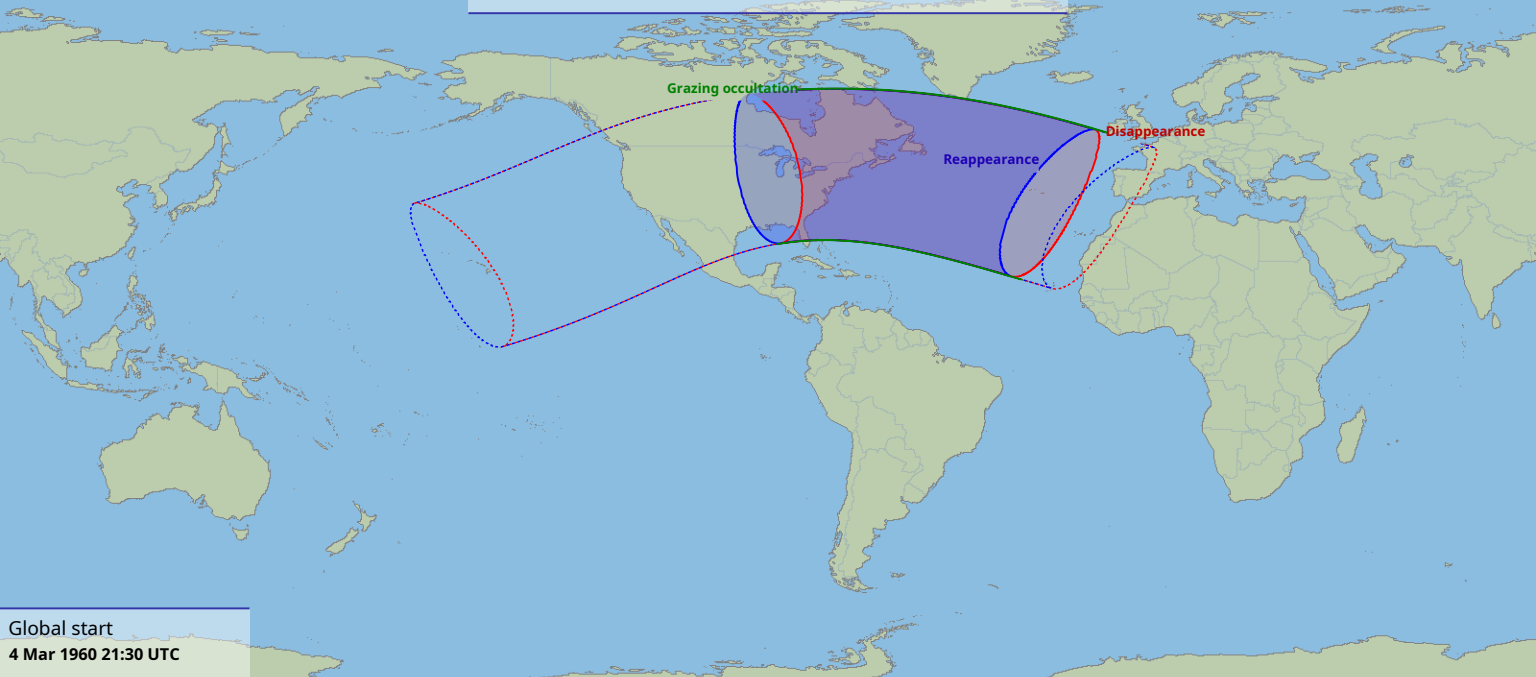 Grazing occultation
Disappearance
Reappearance
Global start
4 Mar 1960 21:30 UTC